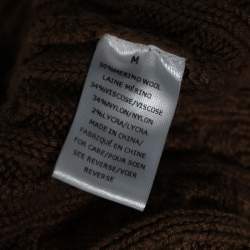 M
30%MERINO WOOL
LAINE MÉRINO
34%VISCOSE/VISCOSE
34%NYLON/NYLON
2%LYCRA/LYCRA
MADE IN CHINA/
FABRIQUÉ EN CHINE
FOR CARE/POUR SOIN
SEE REVERSE/VOIR
REVERSE